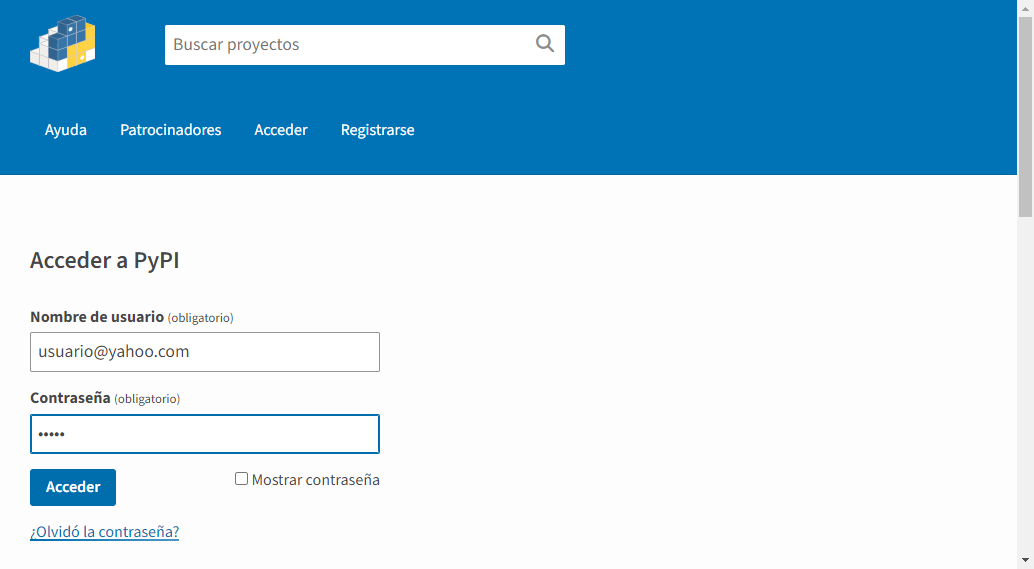 Buscar proyectos
Ayuda Patrocinadores Acceder Registrarse
Acceder a PyPI
Nombre de usuario (obligatorio)
usuario@yahoo.com
Contraseña (obligatorio)
•••••
Acceder Mostrar contraseña
¿Olvidó la contraseña?